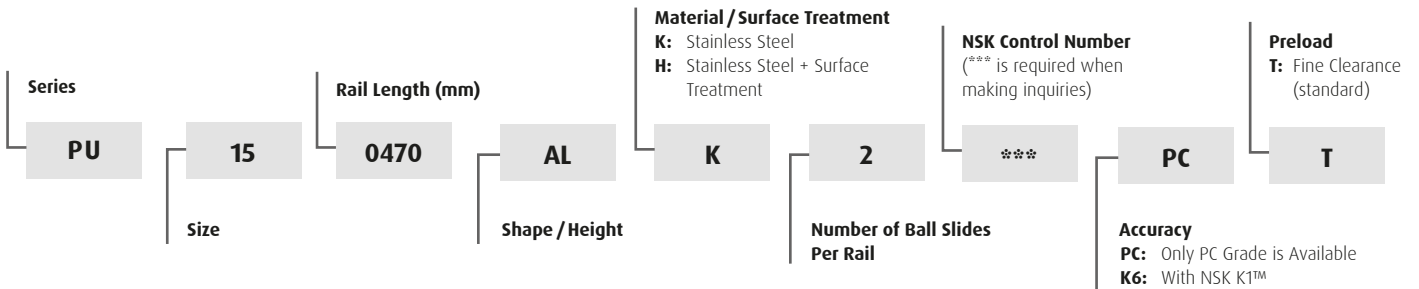 Material / Surface Treatment
K: Stainless Steel
H: Stainless Steel + Surface
Treatment
NSK Control Number
(*** is required when
making inquiries)
Preload
T: Fine Clearance
(standard)
Series
Rail Length (mm)
PU
15
0470
AL
K
2
***
PC
T
Size
Shape / Height
Number of Ball Slides
Per Rail
Accuracy
PC: Only PC Grade is Available
K6: With NSK K1™